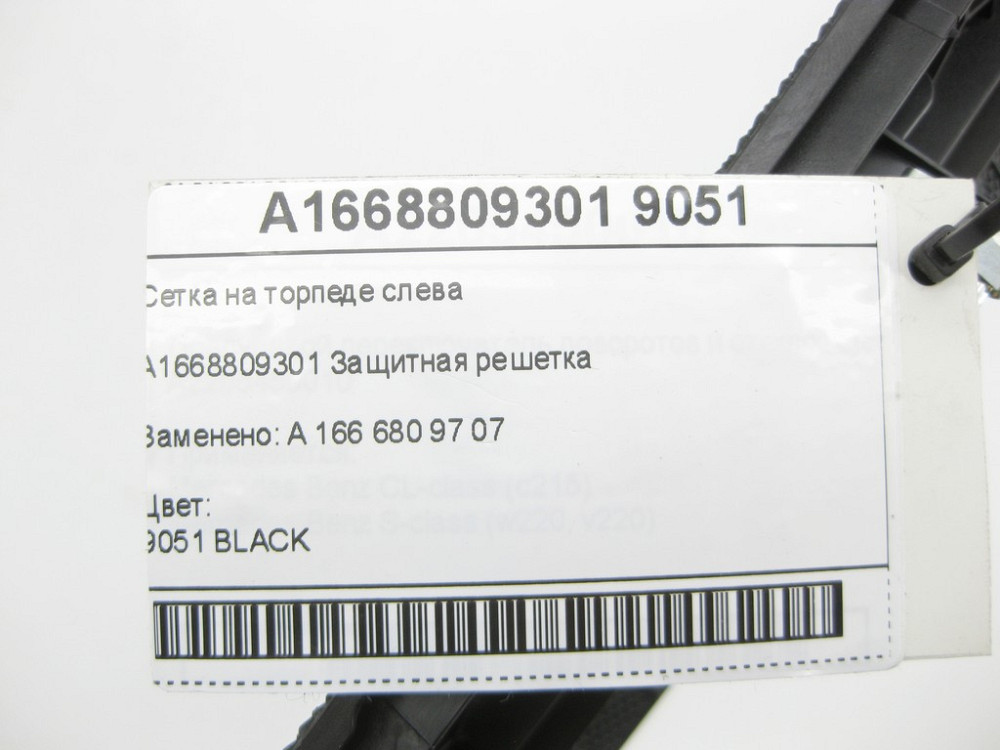 A1668809301 9051
Сетка на торпеде слева
A1668809301 Защитная решетка
Заменено: A 166 680 97 07
Цвет:
9051 BLACK